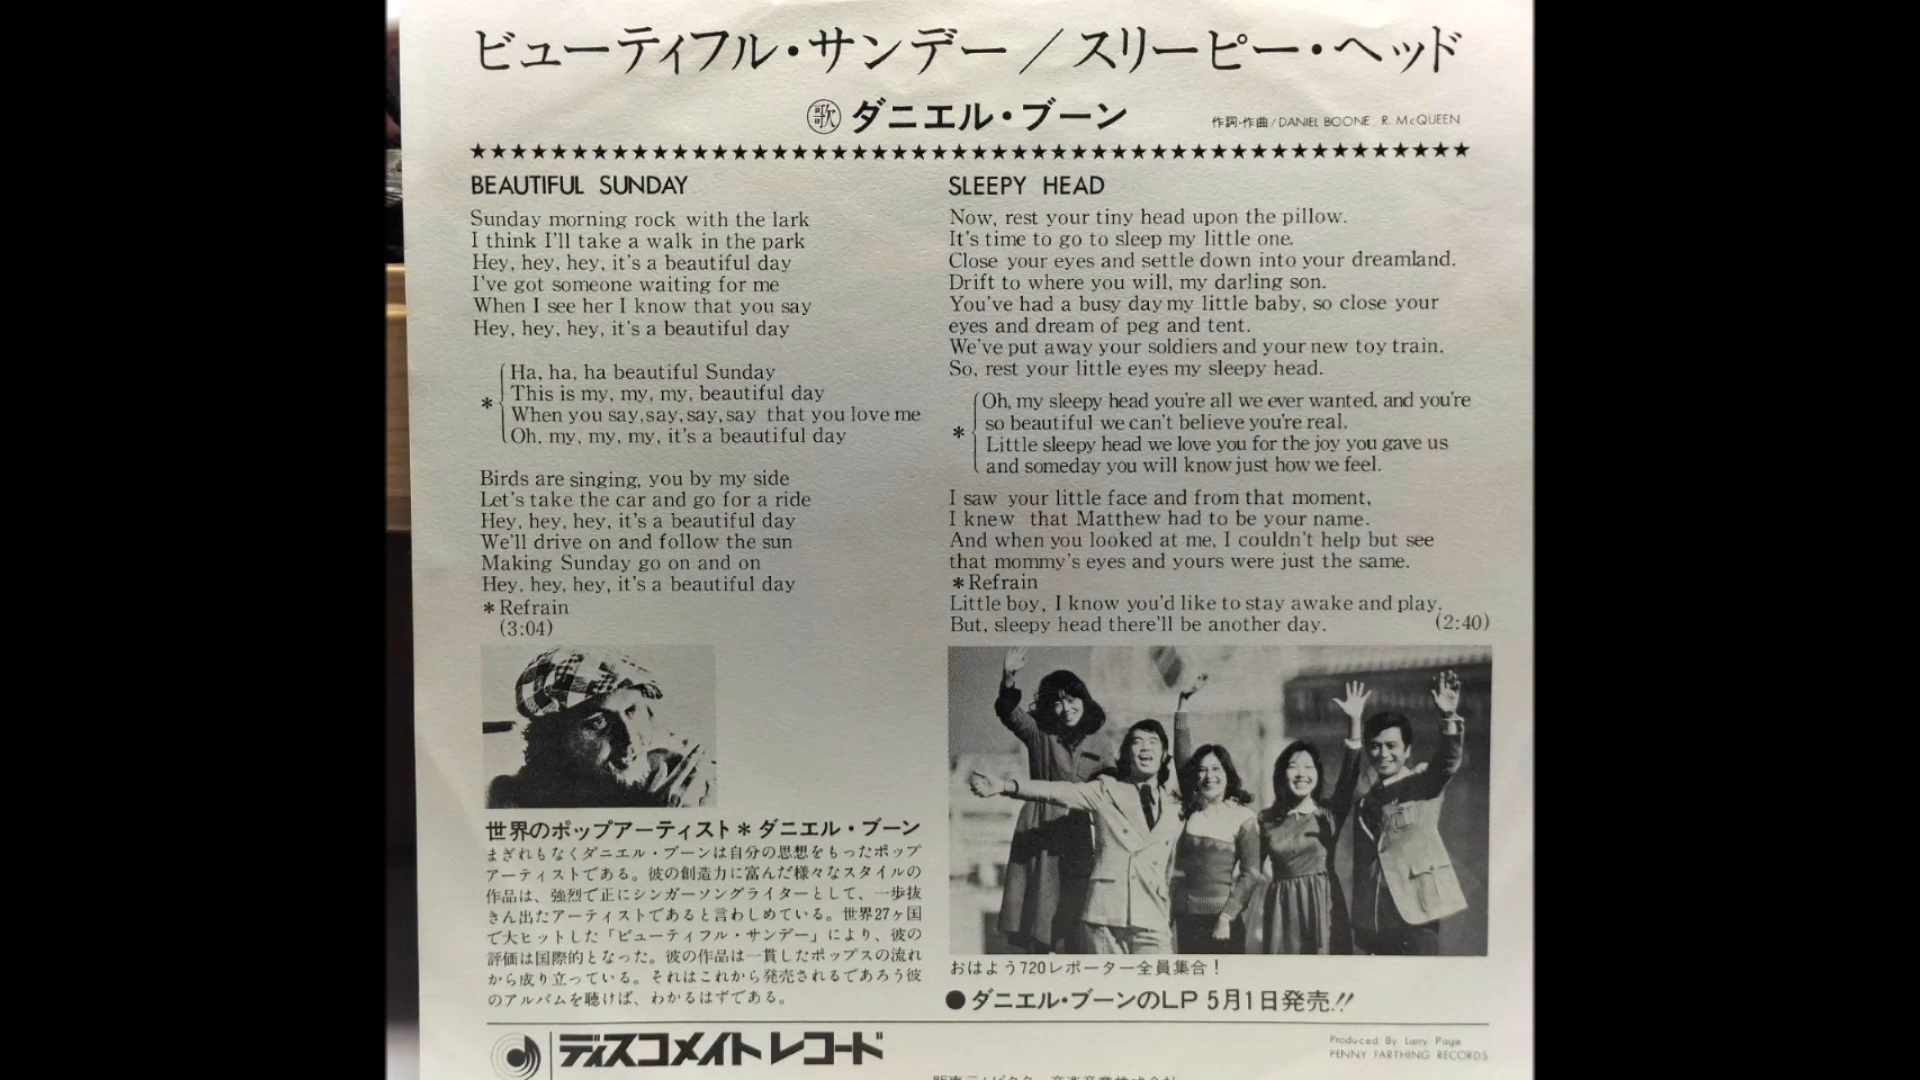 ビューティフル・サンデー／スリーピー・ヘッド
歌 ダニエル・ブーン
作詞・作曲/DANIEL BOONE R. McQUEEN
★★★★★★★★★★★★★★★★★★★★★★★★★★★★★★★★★★★★★★★★★★★★★★★★★★
BEAUTIFUL SUNDAY
Sunday morning rock with the lark
I think I'll take a walk in the park
Hey, hey, hey, it's a beautiful day
I've got someone waiting for me
When I see her I know that you say
Hey, hey, hey, it's a beautiful day
Ha, ha, ha beautiful Sunday
This is my, my, my, beautiful day
* When you say, say, say, say that you love me
Oh, my, my, my, it's a beautiful day
Birds are singing, you by my side
Let's take the car and go for a ride
Hey, hey, hey, it's a beautiful day
We'll drive on and follow the sun
Making Sunday go on and on
Hey, hey, hey, it's a beautiful day
* Refrain
(3:04)
SLEEPY HEAD
Now, rest your tiny head upon the pillow.
It's time to go to sleep my little one.
Close your eyes and settle down into your dreamland.
Drift to where you will, my darling son.
You've had a busy day my little baby, so close your
eyes and dream of peg and tent.
We've put away your soldiers and your new toy train.
So, rest your little eyes my sleepy head.
Oh, my sleepy head you're all we ever wanted, and you're
so beautiful we can't believe you're real.
* Little sleepy head we love you for the joy you gave us
and someday you will know just how we feel.
I saw your little face and from that moment,
I knew that Matthew had to be your name.
And when you looked at me, I couldn't help but see
that mommy's eyes and yours were just the same.
* Refrain
Little boy, I know you'd like to stay awake and play.
But, sleepy head there'll be another day. (2:40)
世界のポップアーティスト＊ダニエル・ブーン
まぎれもなくダニエル・ブーンは自分の思想をもったポップ
アーティストである。彼の創造力に富んだ様々なスタイルの
作品は、強烈で正にシンガーソングライターとして、一歩抜
きん出たアーティストであると言わしめている。世界27ヶ国
で大ヒットした「ビューティフル・サンデー」により、彼の
評価は国際的となった。彼の作品は一貫したポップスの流れ
から成り立っている。それはこれから発売されるであろう彼
のアルバムを聴けば、わかるはずである。
おはよう720レポーター全員集合！
●ダニエル・ブーンのLP 5月1日発売!!
ディスコメイトレコード
Produced By Larry Page
PENNY FARTHING RECORDS